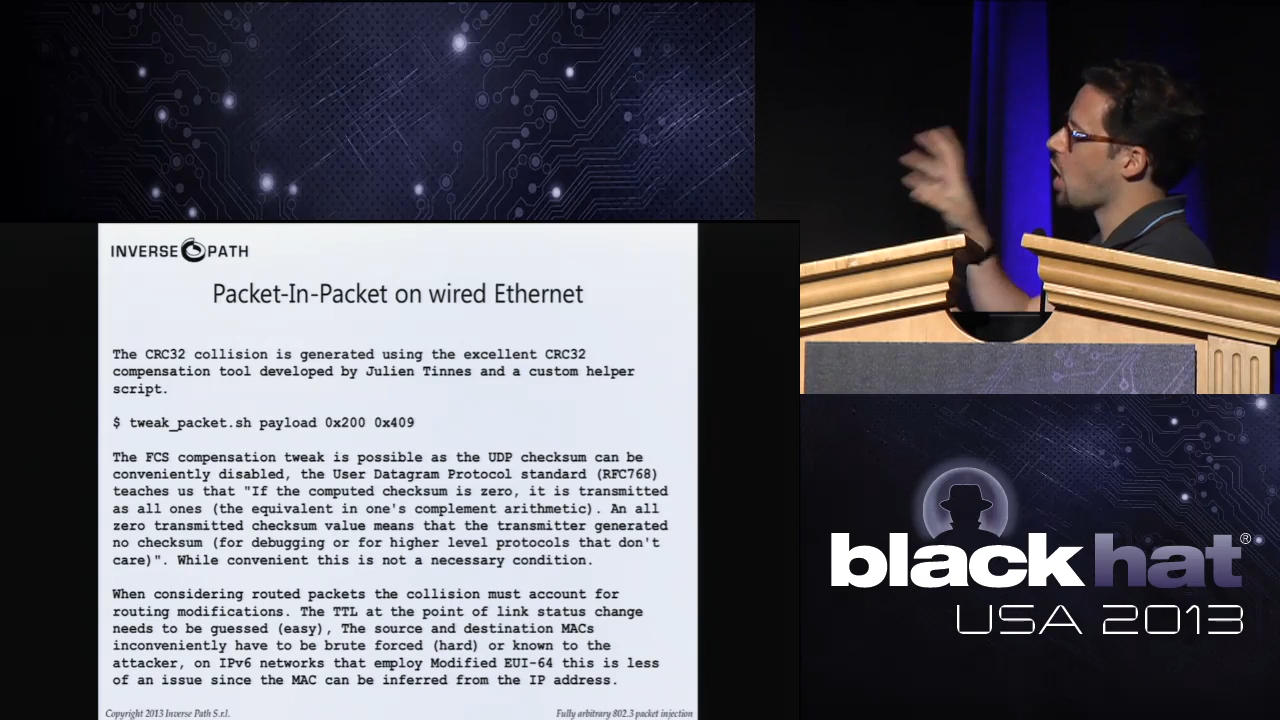 INVERSE PATH
Packet-In-Packet on wired Ethernet
The CRC32 collision is generated using the excellent CRC32
compensation tool developed by Julien Tinnes and a custom helper
script.
$ tweak_packet.sh payload 0x200 0x409
The FCS compensation tweak is possible as the UDP checksum can be
conveniently disabled, the User Datagram Protocol standard (RFC768)
teaches us that "If the computed checksum is zero, it is transmitted
as all ones (the equivalent in one's complement arithmetic). An all
zero transmitted checksum value means that the transmitter generated
no checksum (for debugging or for higher level protocols that don't
care)". While convenient this is not a necessary condition.
When considering routed packets the collision must account for
routing modifications. The TTL at the point of link status change
needs to be guessed (easy), The source and destination MACs
inconveniently have to be brute forced (hard) or known to the
attacker, on IPv6 networks that employ Modified EUI-64 this is less
of an issue since the MAC can be inferred from the IP address.
Copyright 2013 Inverse Path S.r.l.
Fully arbitrary 802.3 packet injection
black hat®
USA 2013